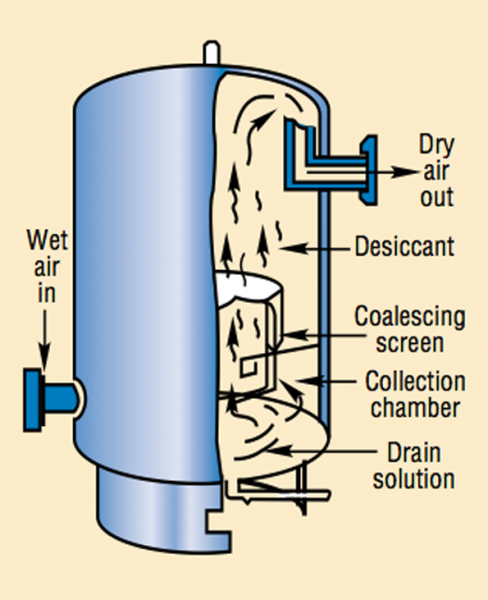 Dry
air
out
Wet
air
in
Desiccant
Coalescing
screen
Collection
chamber
Drain
solution